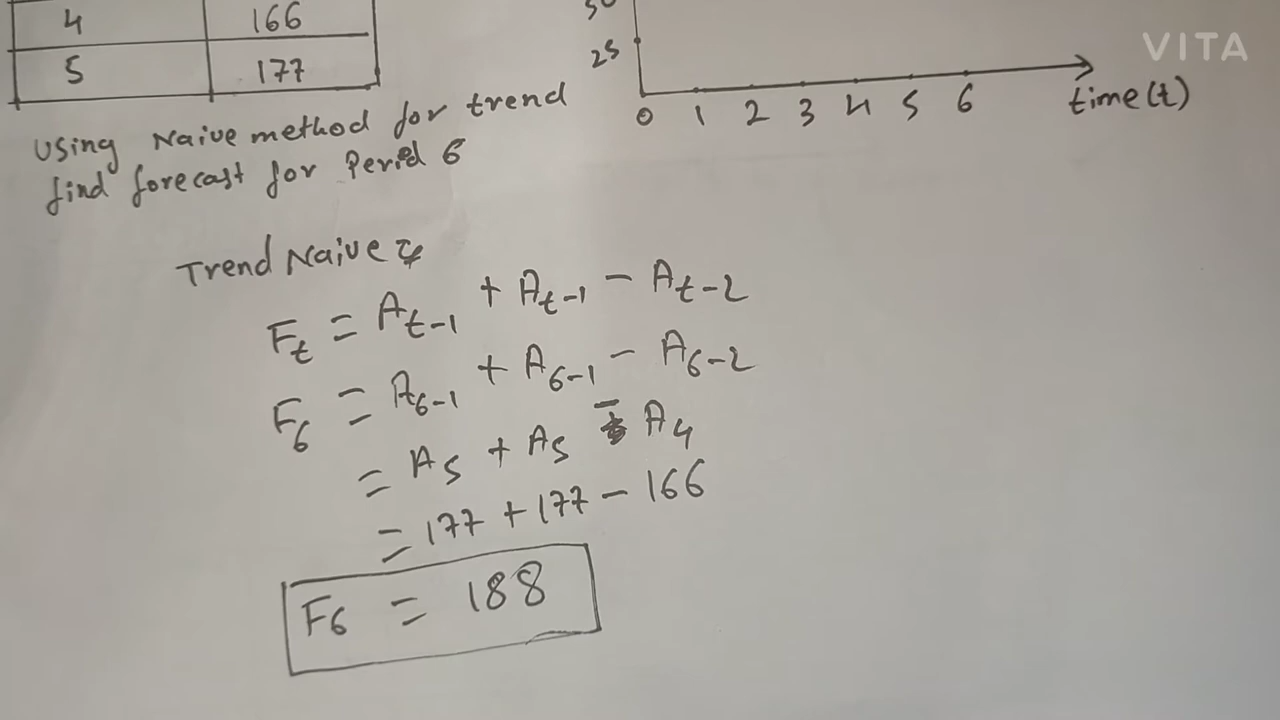 4 166
5 177
50
25
0 1 2 3 4 5 6
time(t)
VITA
Using Naive method for trend
find forecast for Period 6
Trend Naive
Ft = At-1 + At-1 - At-2
F6 = A6-1 + A6-1 - A6-2
= A5 + A5 - A4
= 177 + 177 - 166
F6 = 188